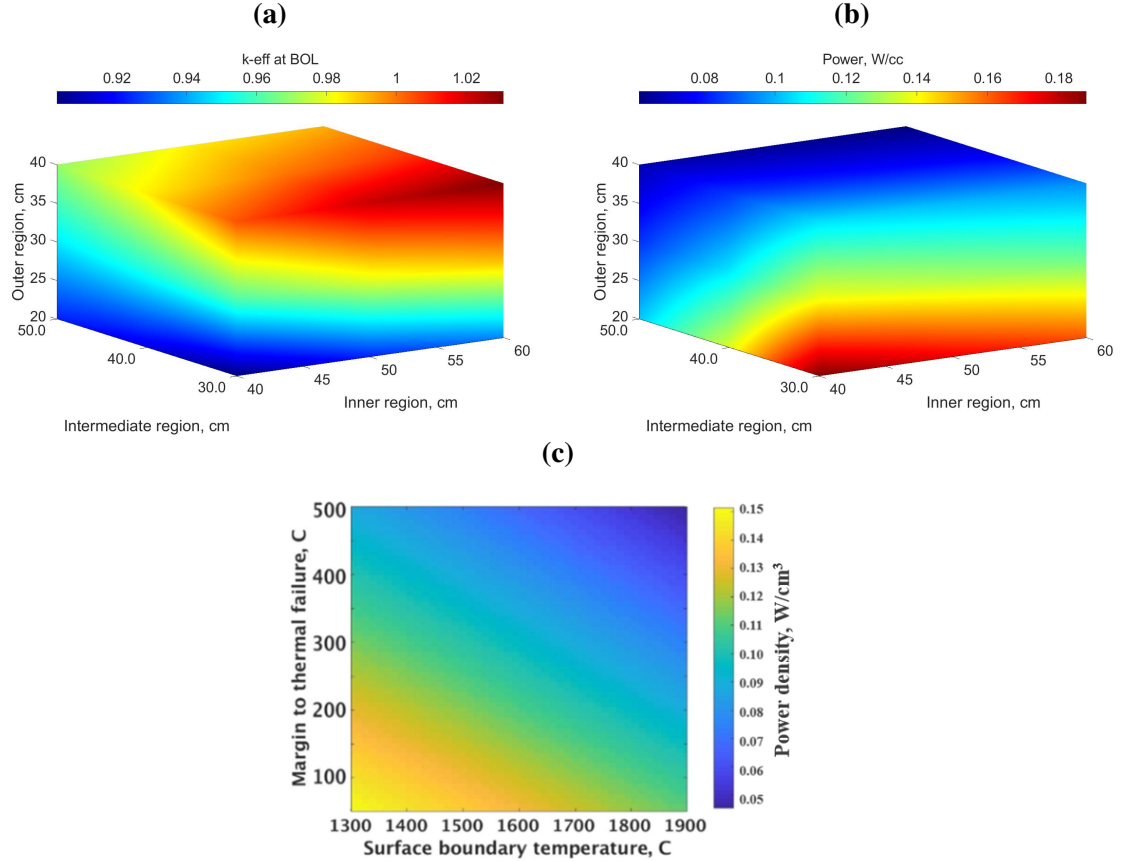 (a)
k-eff at BOL
0.92 0.94 0.96 0.98 1 1.02
40
35
30
25
20
Outer region, cm
50.0
40.0
30.0
Intermediate region, cm
40
45
50
55
60
Inner region, cm
(b)
Power, W/cc
0.08 0.1 0.12 0.14 0.16 0.18
40
35
30
25
20
Outer region, cm
50.0
40.0
30.0
Intermediate region, cm
40
45
50
55
60
Inner region, cm
(c)
500
400
300
200
100
Margin to thermal failure, C
1300 1400 1500 1600 1700 1800 1900
Surface boundary temperature, C
0.15
0.14
0.13
0.12
0.11
0.10
0.09
0.08
0.07
0.06
0.05
Power density, W/cm³